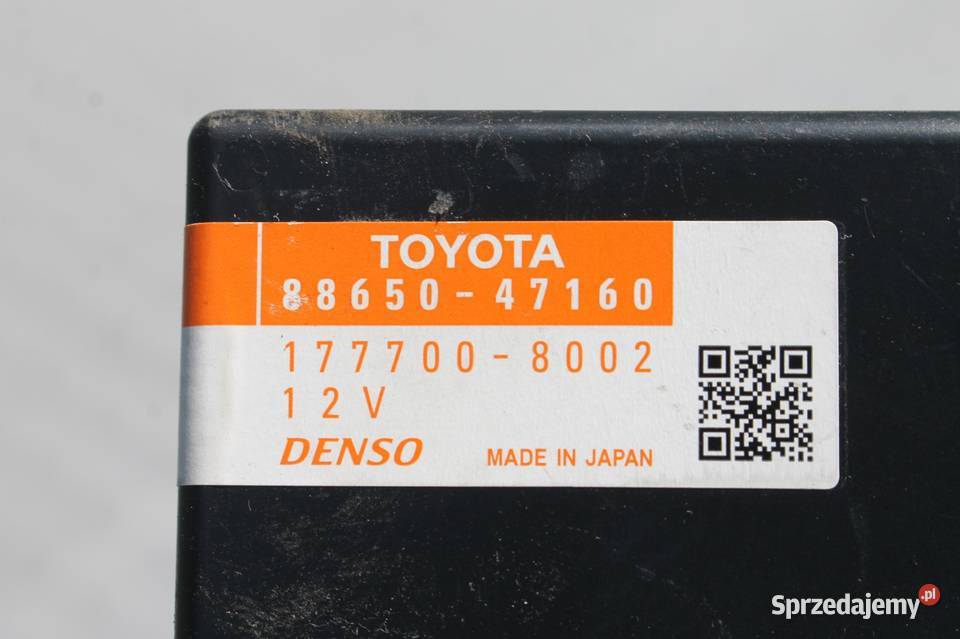 TOYOTA
88650-47160
177700-8002
12V
DENSO MADE IN JAPAN
Sprzedajemy.pl